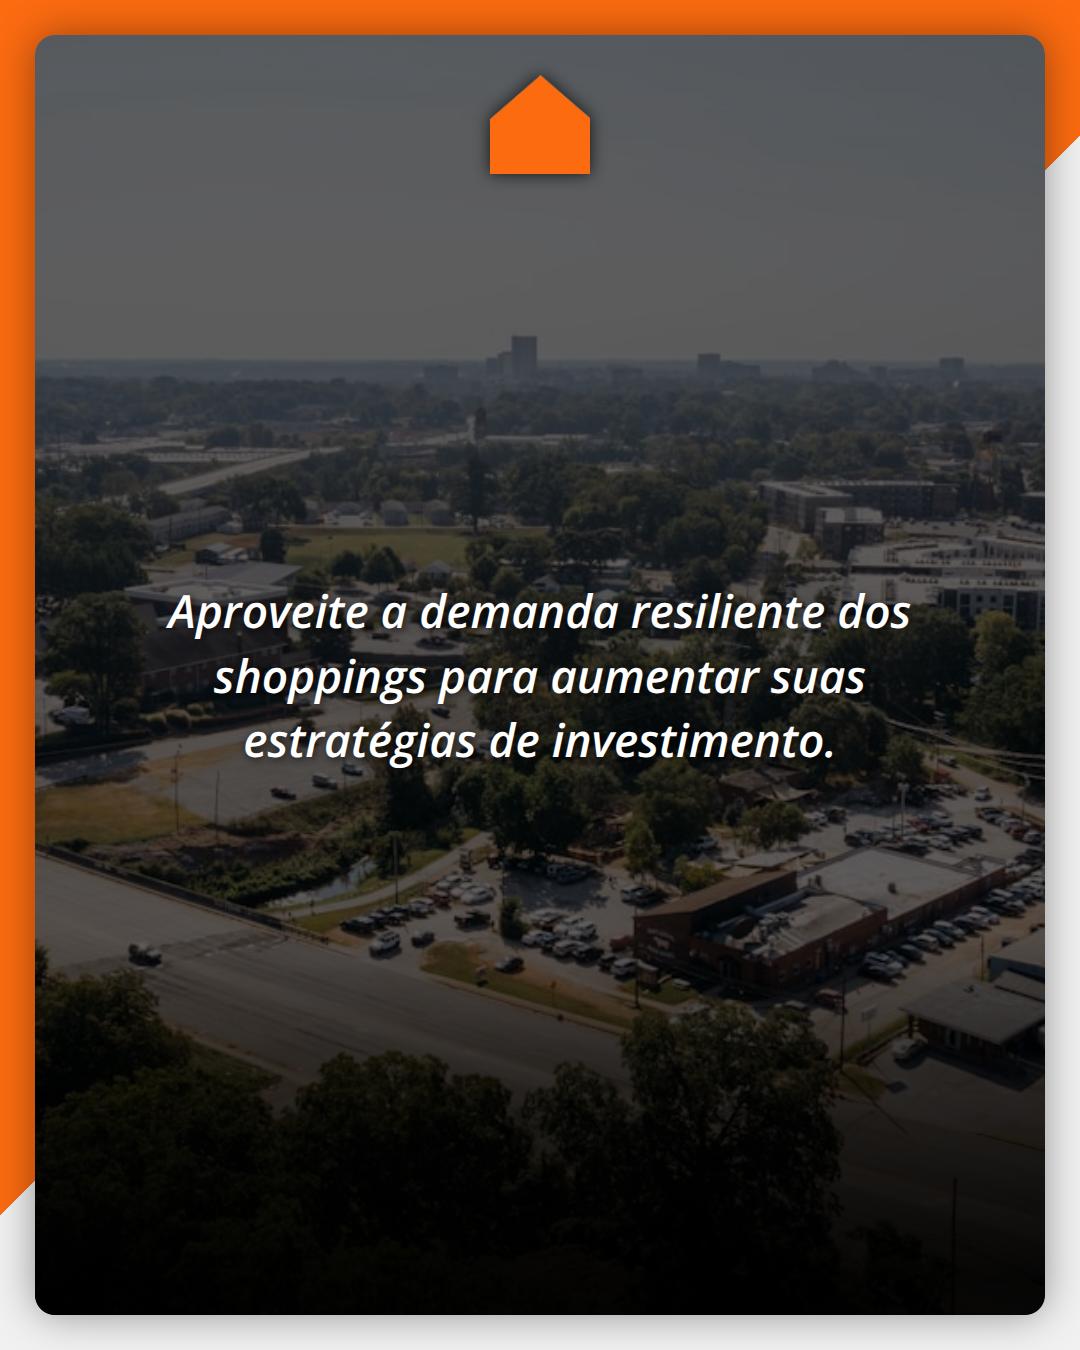 Aproveite a demanda resiliente dos
shoppings para aumentar suas
estratégias de investimento.